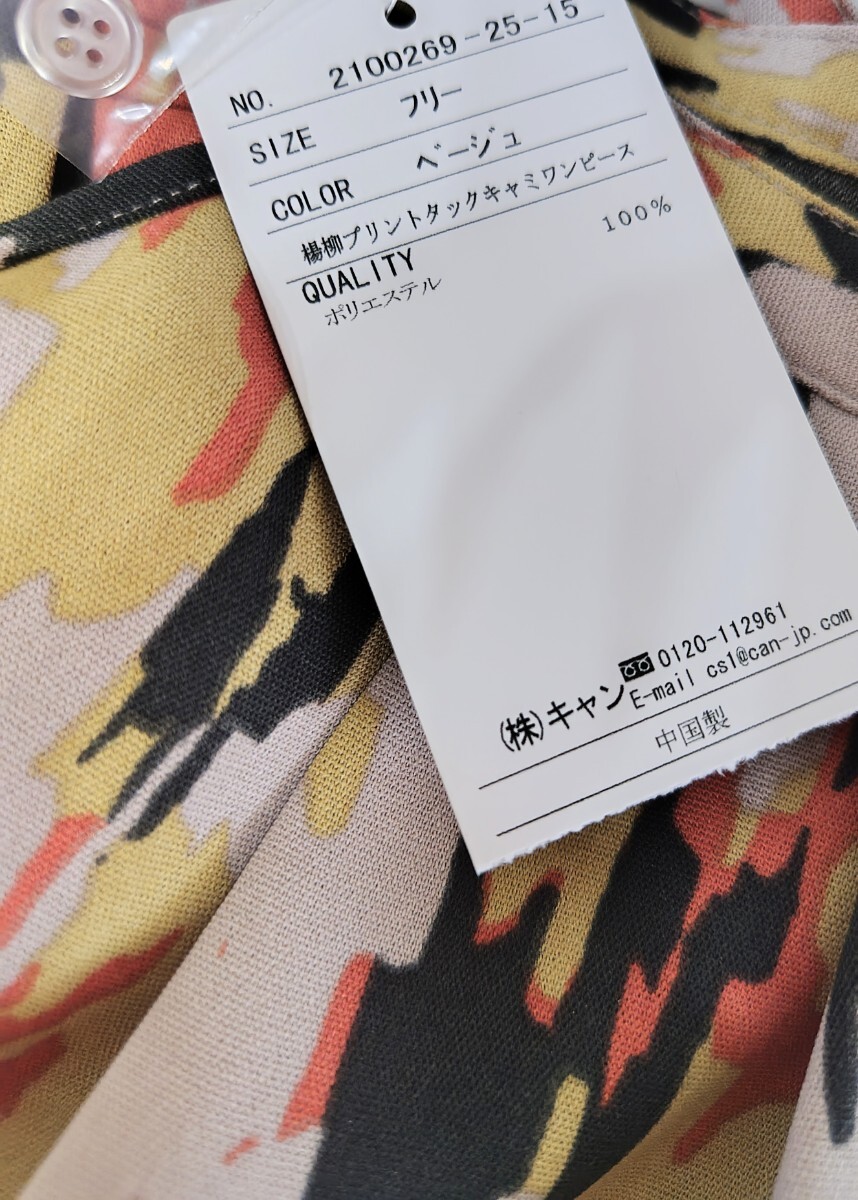 NO. 2100269-25-15
SIZE フリー
COLOR ベージュ
楊柳プリントタックキャミワンピース
QUALITY 100%
ポリエステル
(株)キャン 0120-112961
E-mail cs1@can-jp.com
中国製